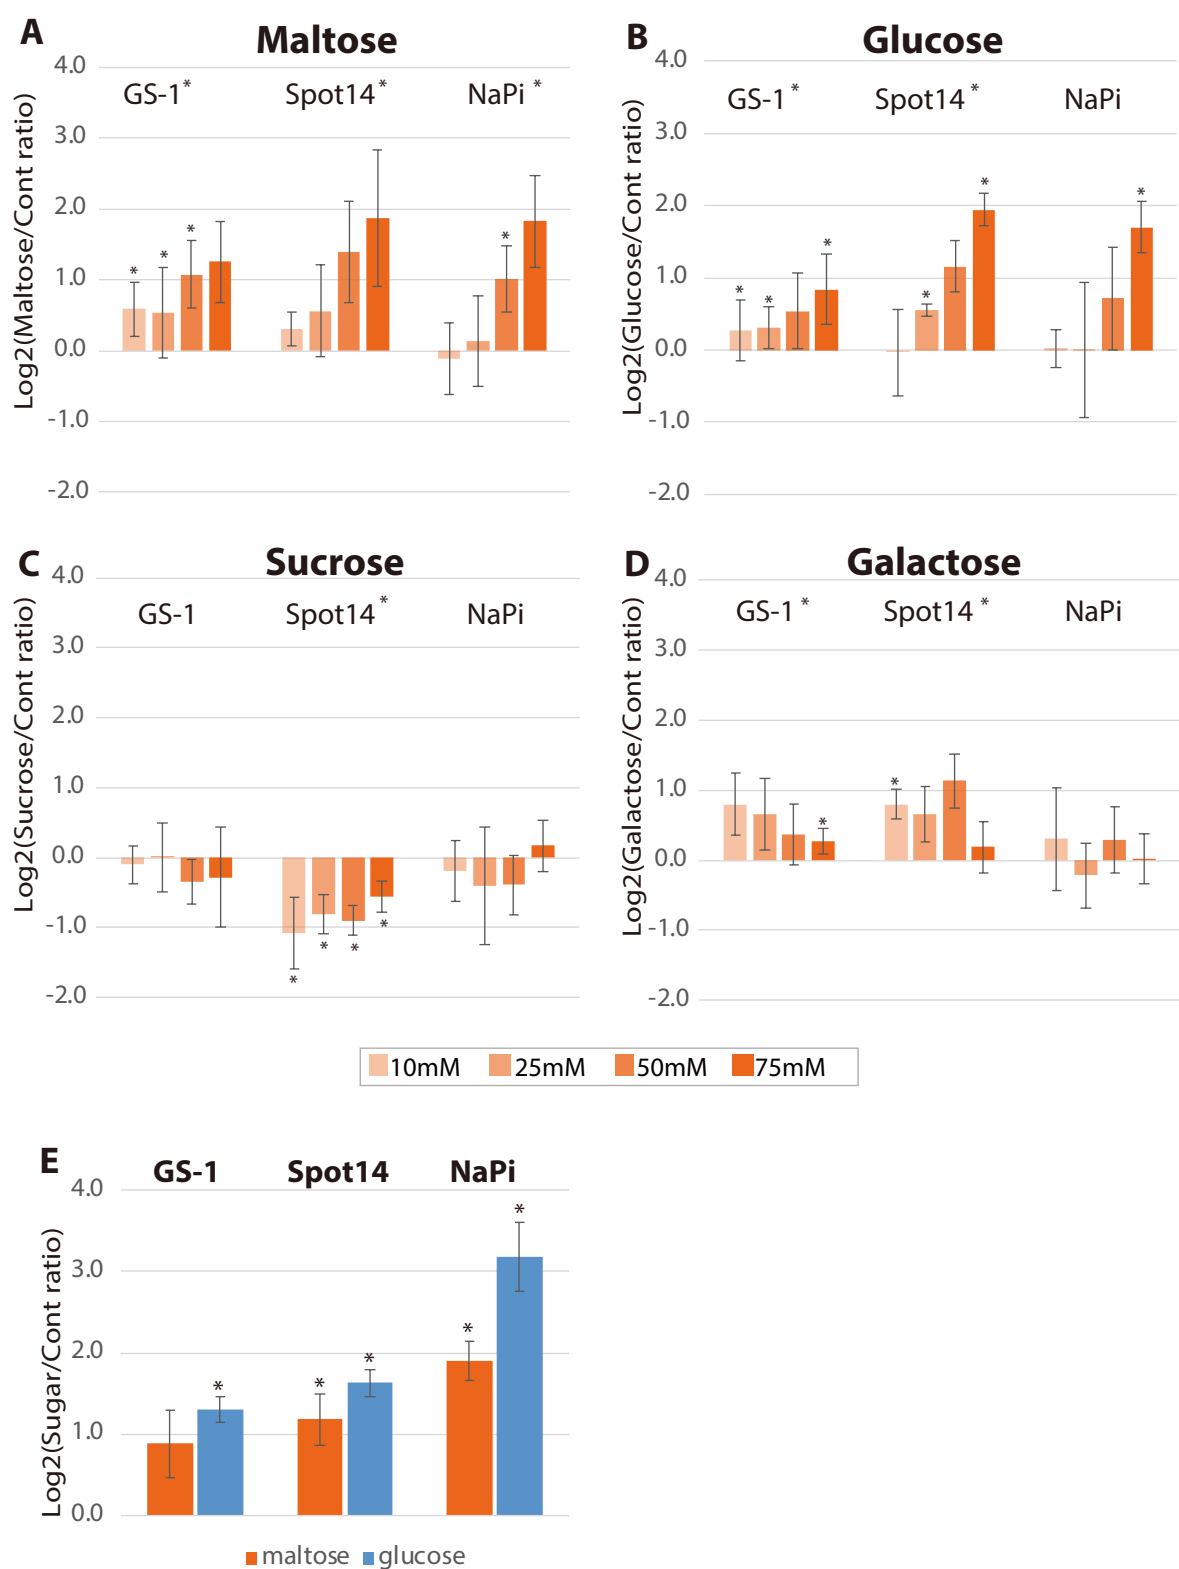 A Maltose
Log2(Maltose/Cont ratio)
GS-1* Spot14* NaPi *
4.0
3.0
2.0
1.0
0.0
-1.0
-2.0
* * * *
B Glucose
Log2(Glucose/Cont ratio)
GS-1 * Spot14 * NaPi
4.0
3.0
2.0
1.0
0.0
-1.0
-2.0
* * * * * *
C Sucrose
Log2(Sucrose/Cont ratio)
GS-1 Spot14 * NaPi
4.0
3.0
2.0
1.0
0.0
-1.0
-2.0
* * * *
D Galactose
Log2(Galactose/Cont ratio)
GS-1 * Spot14 * NaPi
4.0
3.0
2.0
1.0
0.0
-1.0
-2.0
* *
10mM 25mM 50mM 75mM
E GS-1 Spot14 NaPi
Log2(Sugar/Cont ratio)
4.0
3.0
2.0
1.0
0.0
* * * * *
maltose glucose